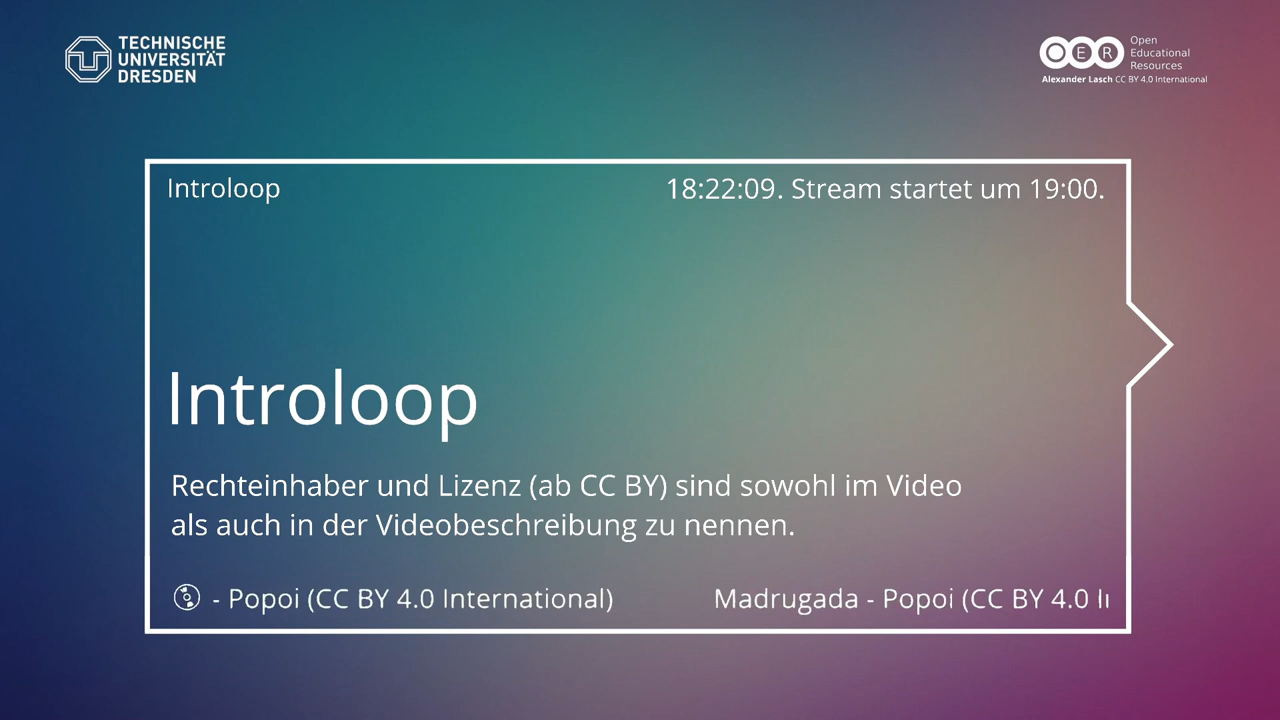 TECHNISCHE
UNIVERSITÄT
DRESDEN
OER
Open
Educational
Resources
Alexander Lasch CC BY 4.0 International
Introloop
18:22:09. Stream startet um 19:00.
Introloop
Rechteinhaber und Lizenz (ab CC BY) sind sowohl im Video
als auch in der Videobeschreibung zu nennen.
- Popoi (CC BY 4.0 International) Madrugada - Popoi (CC BY 4.0